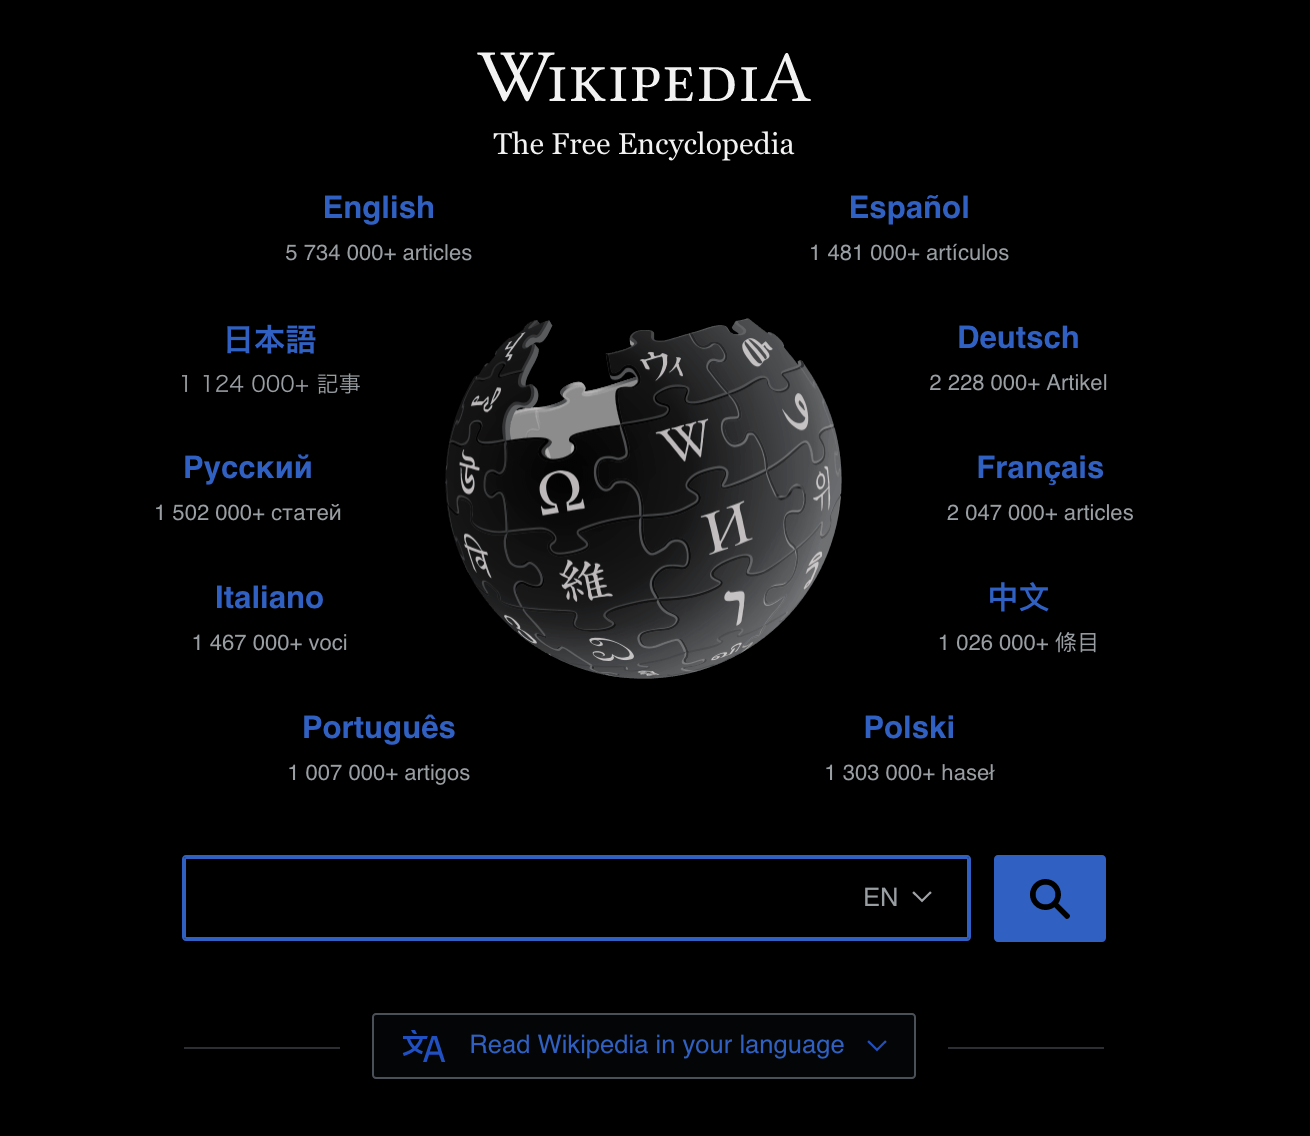 WIKIPEDIA
The Free Encyclopedia
English
5 734 000+ articles
Español
1 481 000+ artículos
日本語
1 124 000+ 記事
Deutsch
2 228 000+ Artikel
Русский
1 502 000+ статей
Français
2 047 000+ articles
Italiano
1 467 000+ voci
中文
1 026 000+ 條目
Português
1 007 000+ artigos
Polski
1 303 000+ haseł
ウィ
W
Ω
И
維
EN
Read Wikipedia in your language